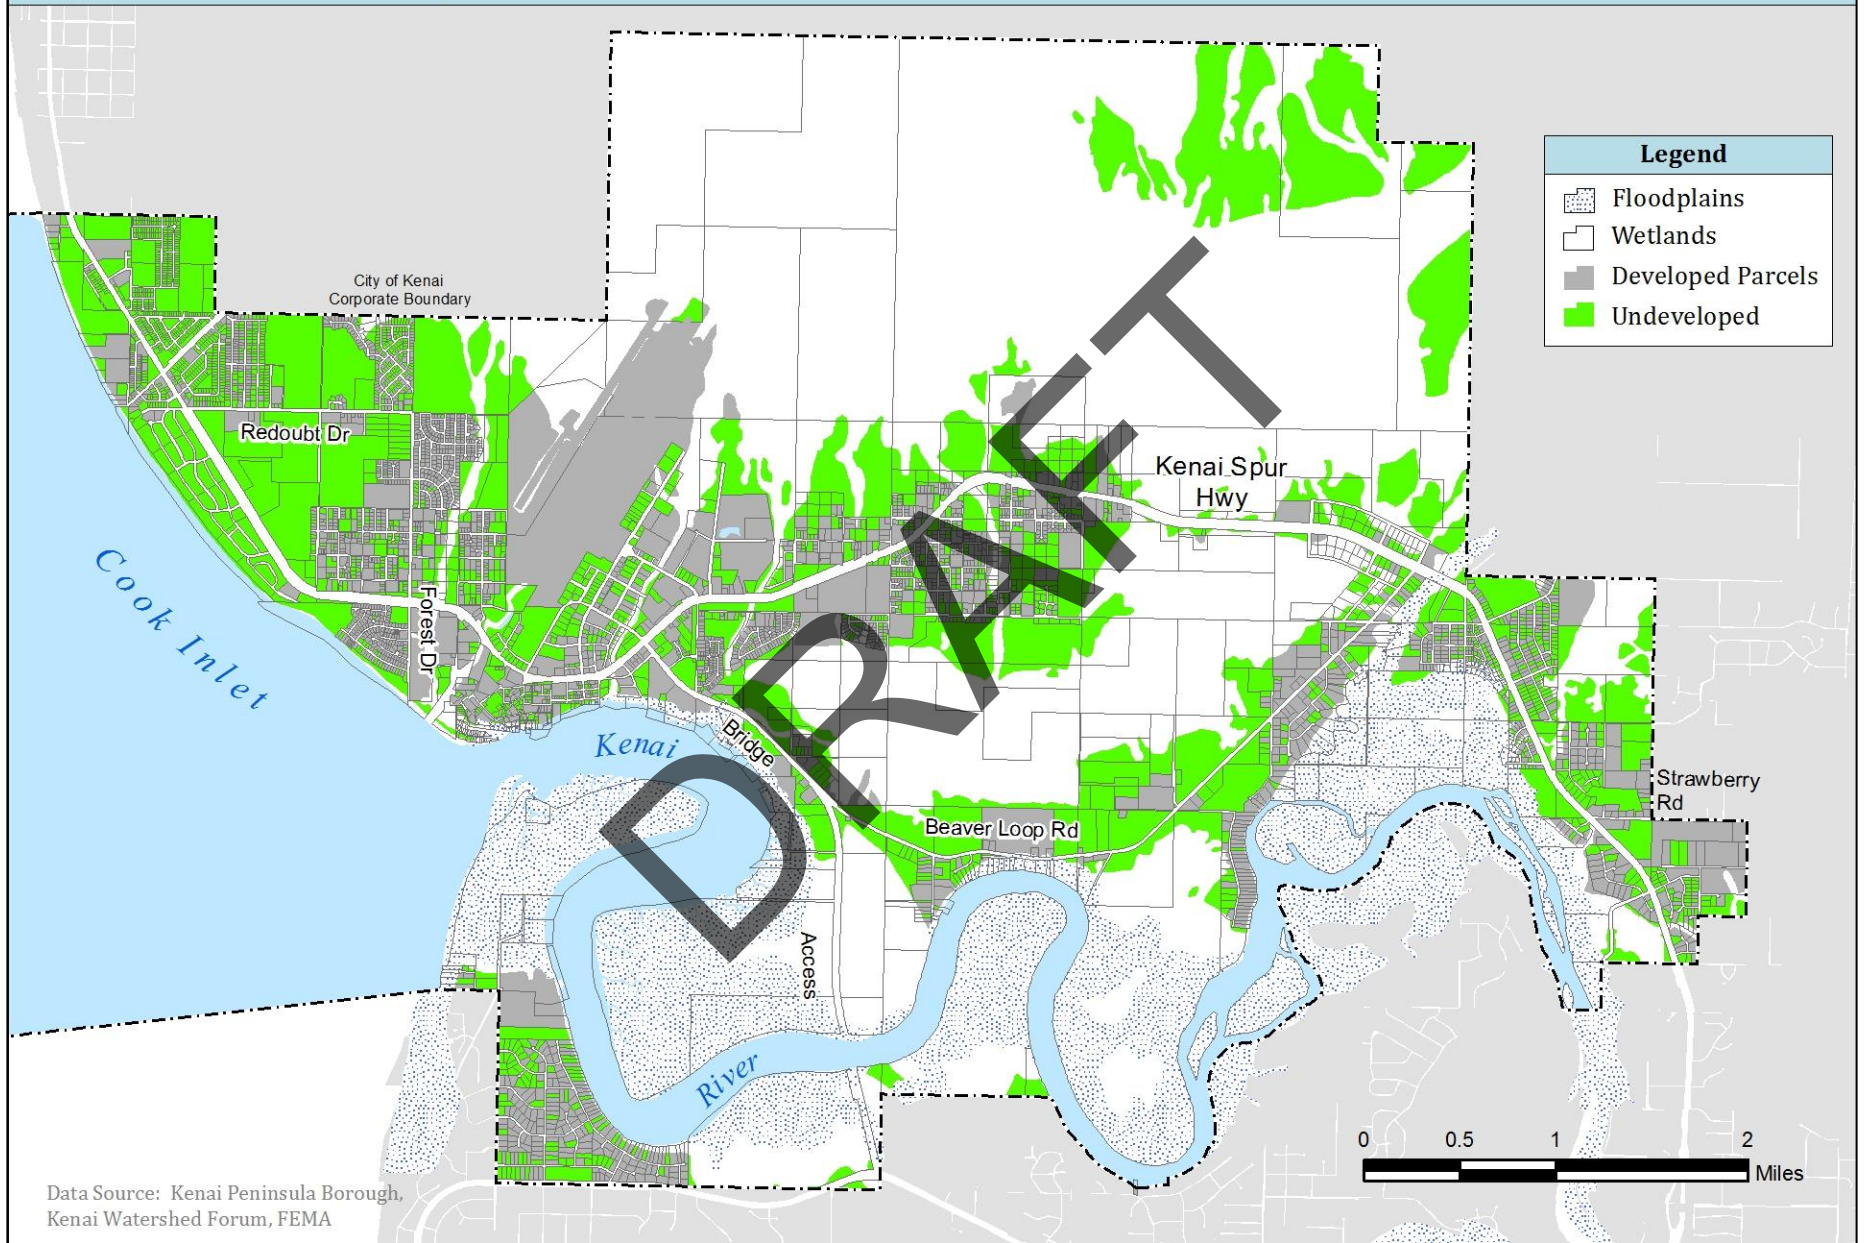 Legend
Floodplains
Wetlands
Developed Parcels
Undeveloped
City of Kenai
Corporate Boundary
Redoubt Dr
Kenai Spur
Hwy
Forest Dr
Cook Inlet
Kenai
Bridge
Strawberry
Rd
Beaver Loop Rd
Access
River
DRAFT
0 0.5 1 2
Miles
Data Source: Kenai Peninsula Borough,
Kenai Watershed Forum, FEMA